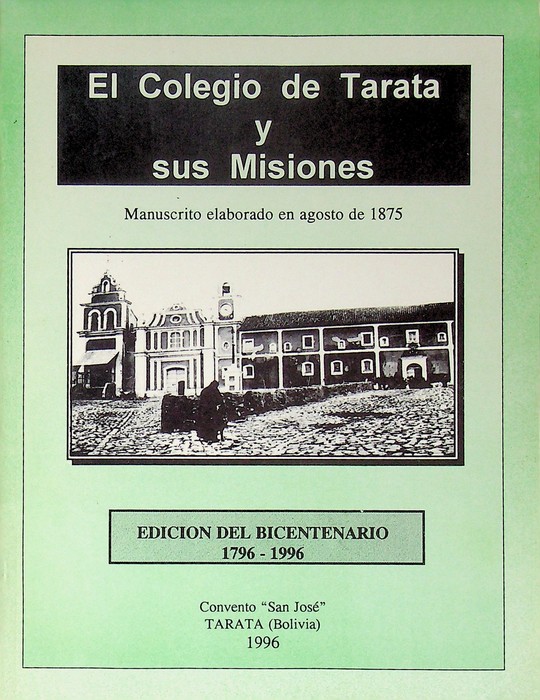 El Colegio de Tarata
y
sus Misiones
Manuscrito elaborado en agosto de 1875
EDICION DEL BICENTENARIO
1796 - 1996
Convento “San José”
TARATA (Bolivia)
1996